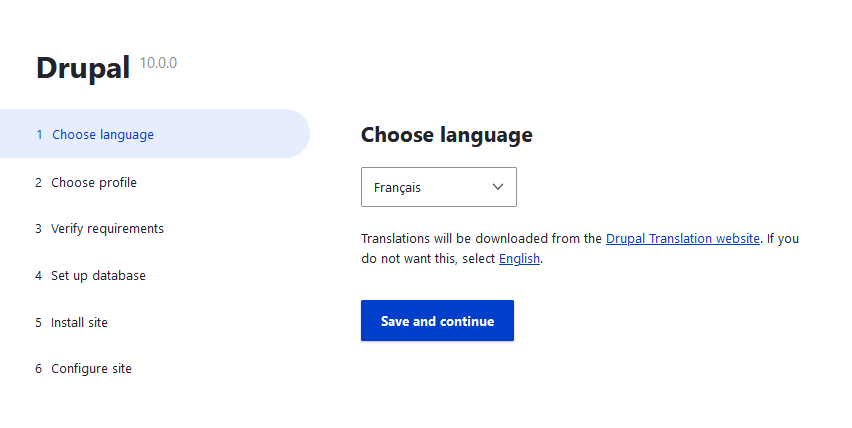 Drupal 10.0.0
1 Choose language
2 Choose profile
3 Verify requirements
4 Set up database
5 Install site
6 Configure site
Choose language
Français
Translations will be downloaded from the Drupal Translation website. If you
do not want this, select English.
Save and continue